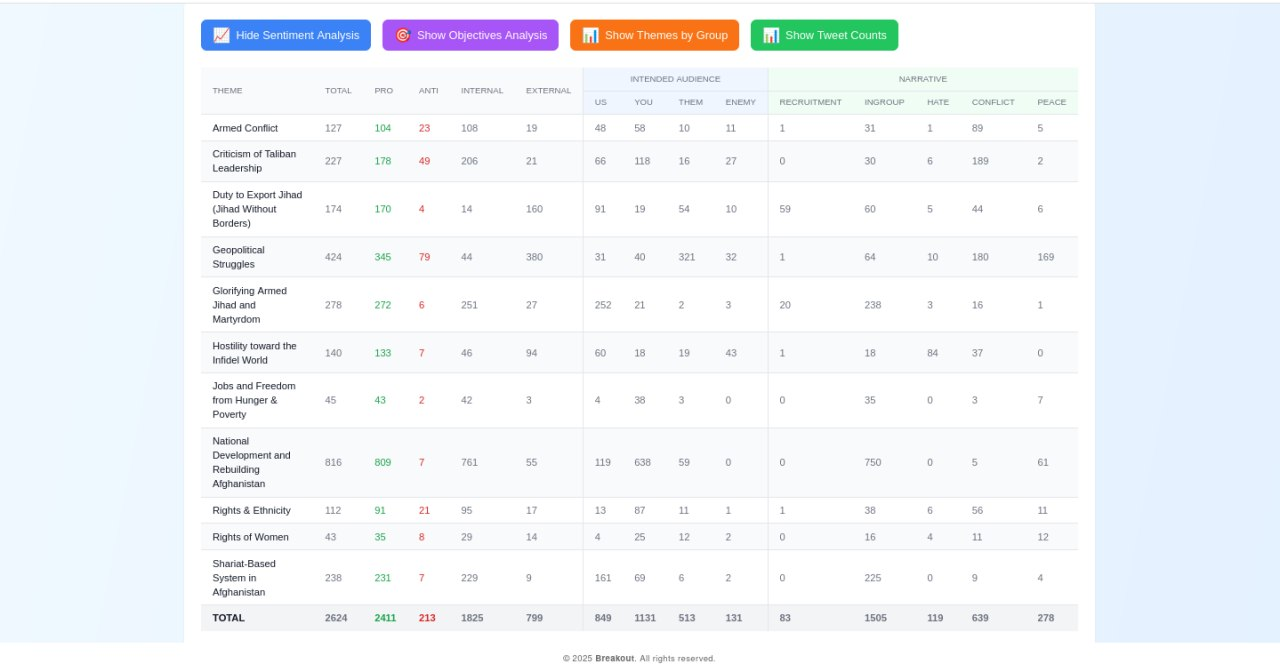 📈 Hide Sentiment Analysis 🎯 Show Objectives Analysis 📊 Show Themes by Group 📊 Show Tweet Counts
INTENDED AUDIENCE NARRATIVE
THEME TOTAL PRO ANTI INTERNAL EXTERNAL
US YOU THEM ENEMY RECRUITMENT INGROUP HATE CONFLICT PEACE
Armed Conflict 127 104 23 108 19 48 58 10 11 1 31 1 89 5
Criticism of Taliban
Leadership 227 178 49 206 21 66 118 16 27 0 30 6 189 2
Duty to Export Jihad
(Jihad Without 174 170 4 14 160 91 19 54 10 59 60 5 44 6
Borders)
Geopolitical
Struggles 424 345 79 44 380 31 40 321 32 1 64 10 180 169
Glorifying Armed
Jihad and 278 272 6 251 27 252 21 2 3 20 238 3 16 1
Martyrdom
Hostility toward the
Infidel World 140 133 7 46 94 60 18 19 43 1 18 84 37 0
Jobs and Freedom
from Hunger & 45 43 2 42 3 4 38 3 0 0 35 0 3 7
Poverty
National
Development and
Rebuilding 816 809 7 761 55 119 638 59 0 0 750 0 5 61
Afghanistan
Rights & Ethnicity 112 91 21 95 17 13 87 11 1 1 38 6 56 11
Rights of Women 43 35 8 29 14 4 25 12 2 0 16 4 11 12
Shariat-Based
System in 238 231 7 229 9 161 69 6 2 0 225 0 9 4
Afghanistan
TOTAL 2624 2411 213 1825 799 849 1131 513 131 83 1505 119 639 278
© 2025 Breakout. All rights reserved.